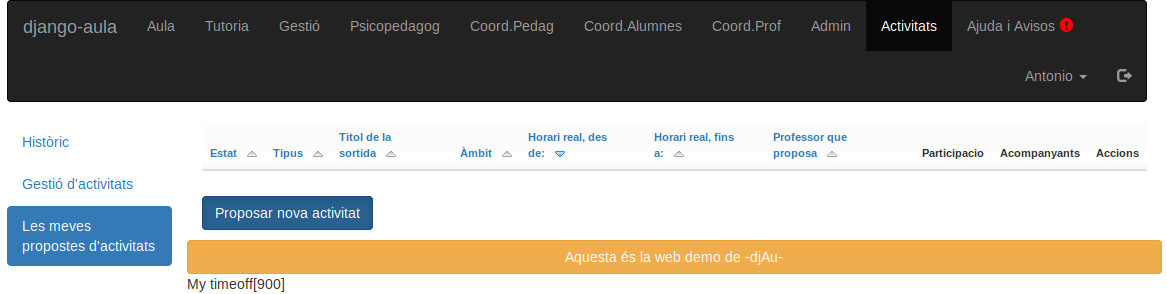 django-aula Aula Tutoria Gestió Psicopedagog Coord.Pedag Coord.Alumnes Coord.Prof Admin Activitats Ajuda i Avisos
Antonio
Històric
Gestió d'activitats
Les meves
propostes d'activitats
Titol de la Horari real, des Horari real, fins Professor que
Estat Tipus sortida Àmbit de: a: proposa Participacio Acompanyants Accions
Proposar nova activitat
Aquesta és la web demo de -djAu-
My timeoff[900]